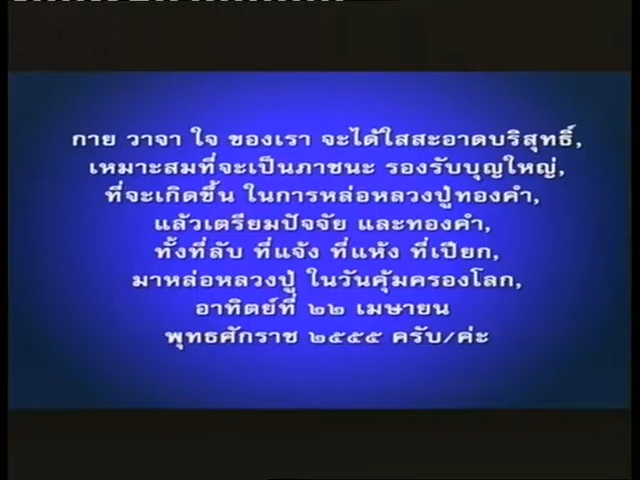 กาย วาจา ใจ ของเรา จะได้ใสสะอาดบริสุทธิ์,
เหมาะสมที่จะเป็นภาชนะ รองรับบุญใหญ่,
ที่จะเกิดขึ้น ในการหล่อหลวงปู่ทองคำ,
แล้วเตรียมปัจจัย และทองคำ,
ทั้งที่ลับ ที่แจ้ง ที่แห้ง ที่เปียก,
มาหล่อหลวงปู่ ในวันคุ้มครองโลก,
อาทิตย์ที่ ๒๒ เมษายน
พุทธศักราช ๒๕๕๕ ครับ/ค่ะ